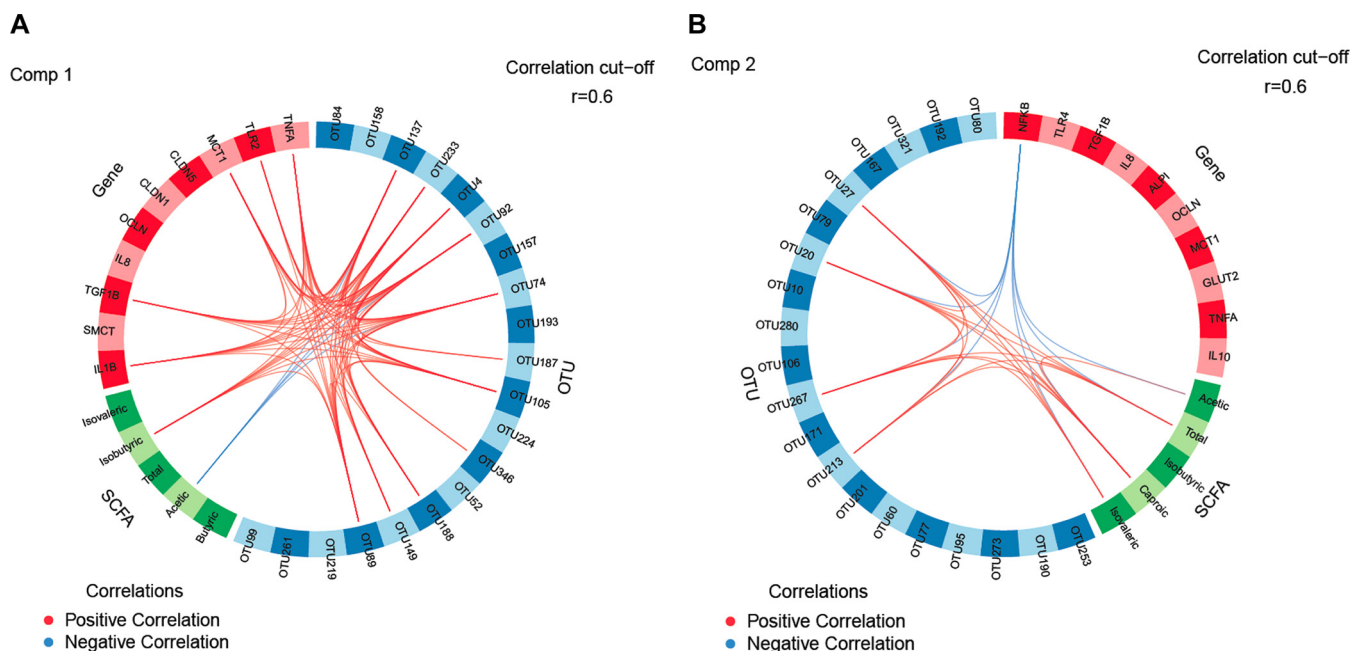 A
B
Comp 1
Correlation cut-off
r=0.6
Comp 2
Correlation cut-off
r=0.6
Gene
TNFA
TLR2
MCT1
CLDN5
CLDN1
OCLN
IL8
TGF1B
SMCT
IL1B
SCFA
Isovaleric
Isobutyric
Total
Acetic
Butyric
OTU
OTU84
OTU158
OTU137
OTU233
OTU4
OTU92
OTU157
OTU74
OTU193
OTU187
OTU105
OTU224
OTU346
OTU52
OTU188
OTU149
OTU89
OTU219
OTU261
OTU99
Correlations
Positive Correlation
Negative Correlation
OTU
OTU80
OTU192
OTU321
OTU167
OTU27
OTU79
OTU20
OTU10
OTU280
OTU106
OTU267
OTU171
OTU213
OTU201
OTU60
OTU77
OTU95
OTU273
OTU190
OTU253
Gene
NFKB
TLR4
TGF1B
IL8
ALPI
OCLN
MCT1
GLUT2
TNFA
IL10
SCFA
Acetic
Total
Isobutyric
Caproic
Isovaleric
Correlations
Positive Correlation
Negative Correlation